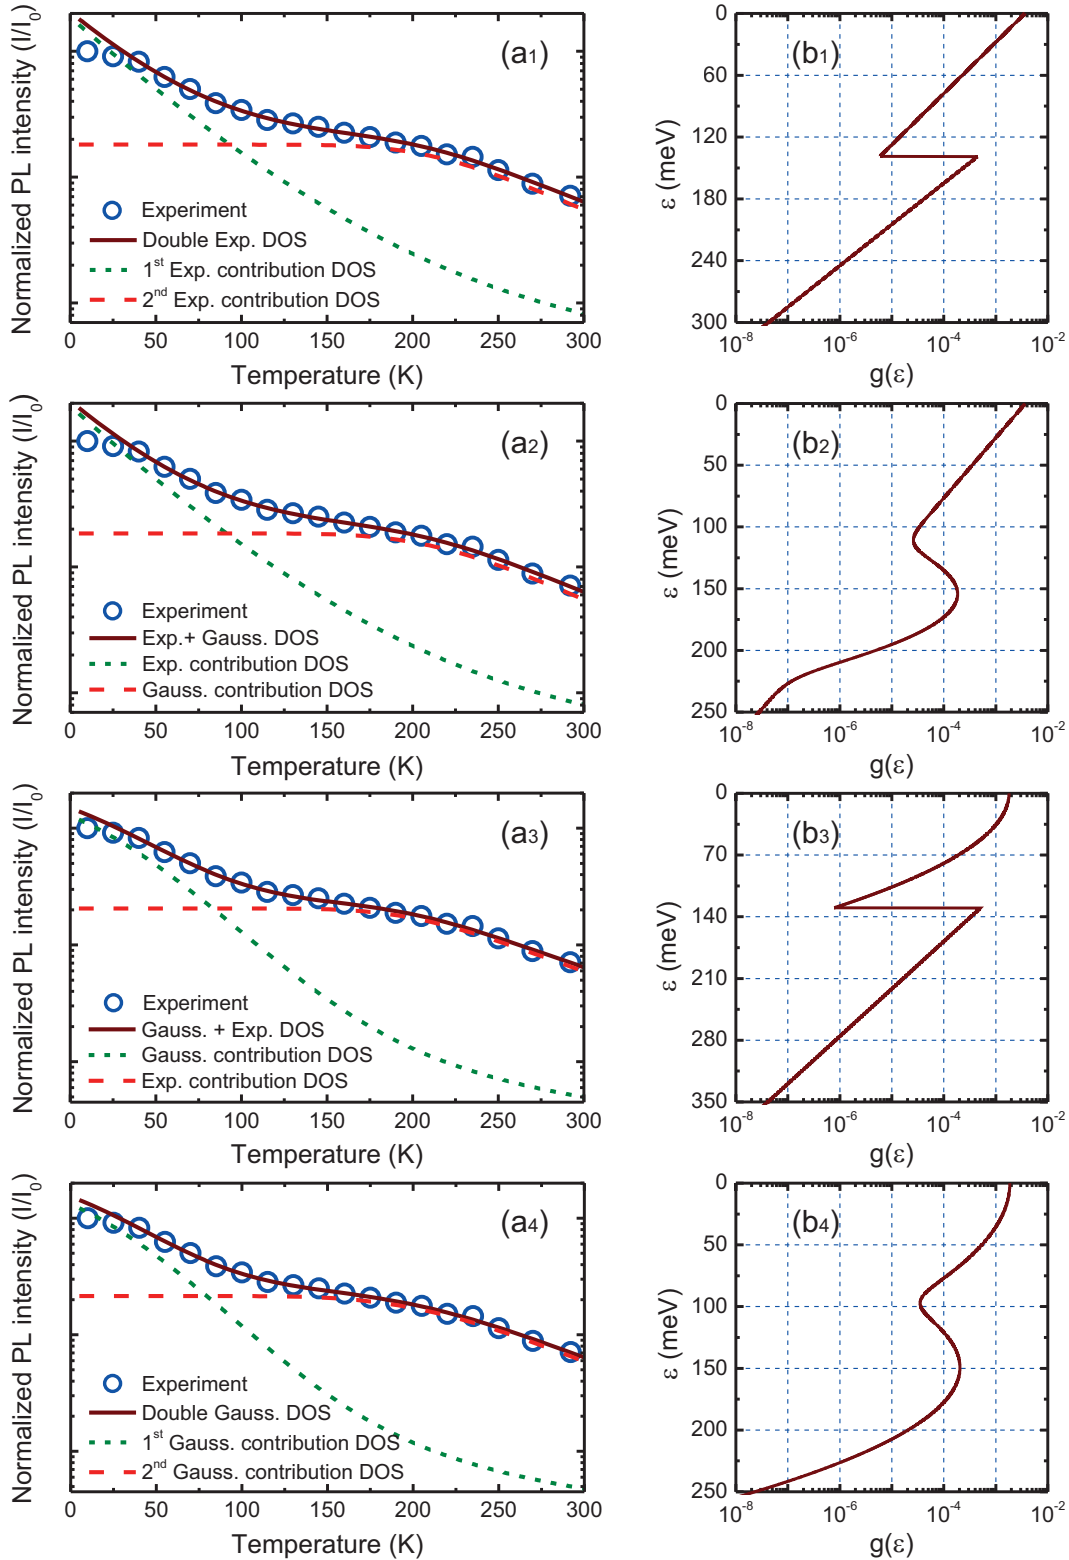 Normalized PL intensity (I/I₀)
(a1)
Experiment
Double Exp. DOS
1st Exp. contribution DOS
2nd Exp. contribution DOS
0 50 100 150 200 250 300
Temperature (K)
(b1)
ε (meV)
0
60
120
180
240
300
10⁻⁸ 10⁻⁶ 10⁻⁴ 10⁻²
g(ε)
Normalized PL intensity (I/I₀)
(a2)
Experiment
Exp.+ Gauss. DOS
Exp. contribution DOS
Gauss. contribution DOS
0 50 100 150 200 250 300
Temperature (K)
(b2)
ε (meV)
0
50
100
150
200
250
10⁻⁸ 10⁻⁶ 10⁻⁴ 10⁻²
g(ε)
Normalized PL intensity (I/I₀)
(a3)
Experiment
Gauss. + Exp. DOS
Gauss. contribution DOS
Exp. contribution DOS
0 50 100 150 200 250 300
Temperature (K)
(b3)
ε (meV)
0
70
140
210
280
350
10⁻⁸ 10⁻⁶ 10⁻⁴ 10⁻²
g(ε)
Normalized PL intensity (I/I₀)
(a4)
Experiment
Double Gauss. DOS
1st Gauss. contribution DOS
2nd Gauss. contribution DOS
0 50 100 150 200 250 300
Temperature (K)
(b4)
ε (meV)
0
50
100
150
200
250
10⁻⁸ 10⁻⁶ 10⁻⁴ 10⁻²
g(ε)